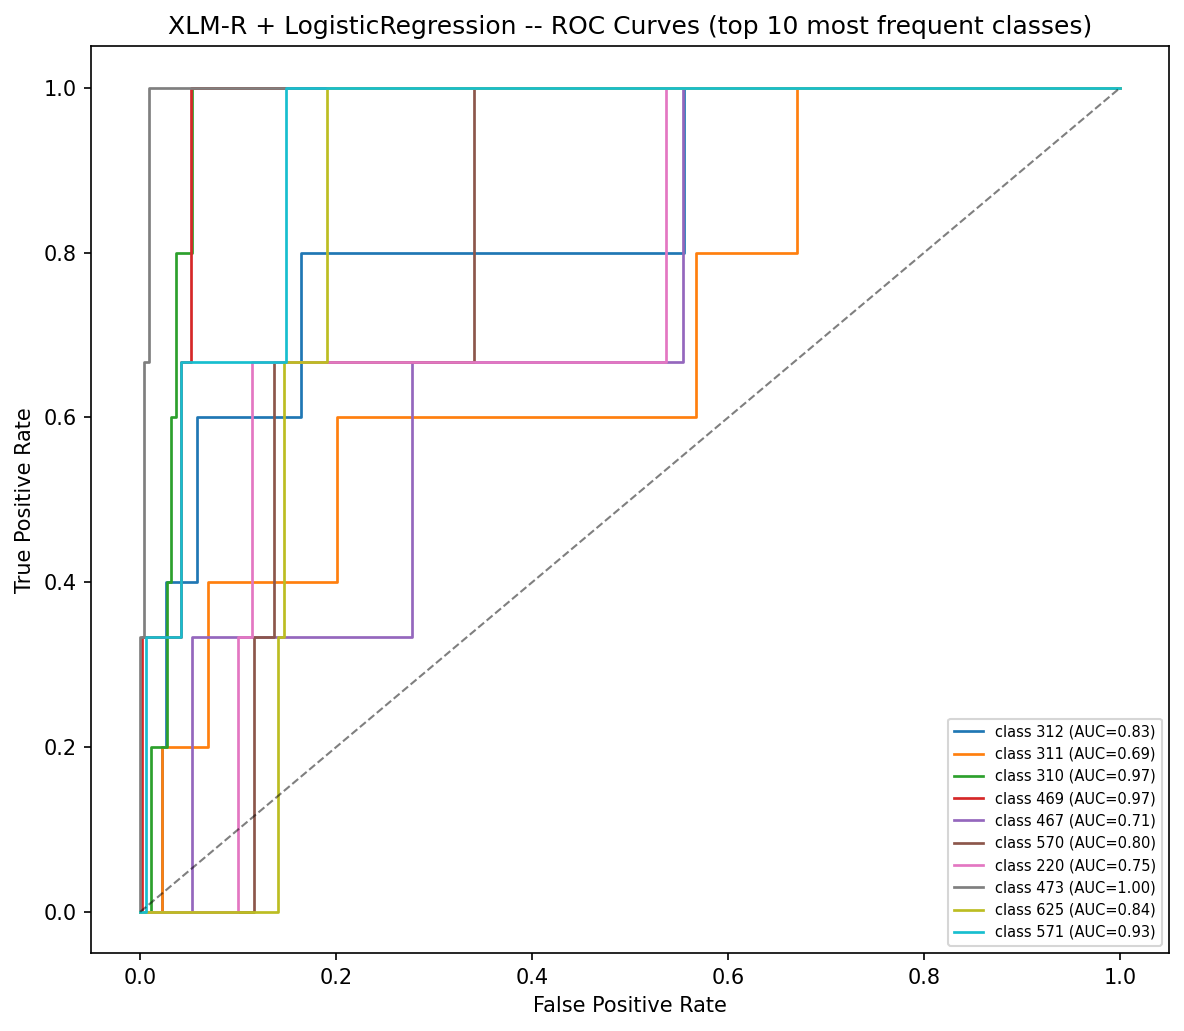 XLM-R + LogisticRegression -- ROC Curves (top 10 most frequent classes)
True Positive Rate
1.0
0.8
0.6
0.4
0.2
0.0
0.0 0.2 0.4 0.6 0.8 1.0
False Positive Rate
class 312 (AUC=0.83)
class 311 (AUC=0.69)
class 310 (AUC=0.97)
class 469 (AUC=0.97)
class 467 (AUC=0.71)
class 570 (AUC=0.80)
class 220 (AUC=0.75)
class 473 (AUC=1.00)
class 625 (AUC=0.84)
class 571 (AUC=0.93)